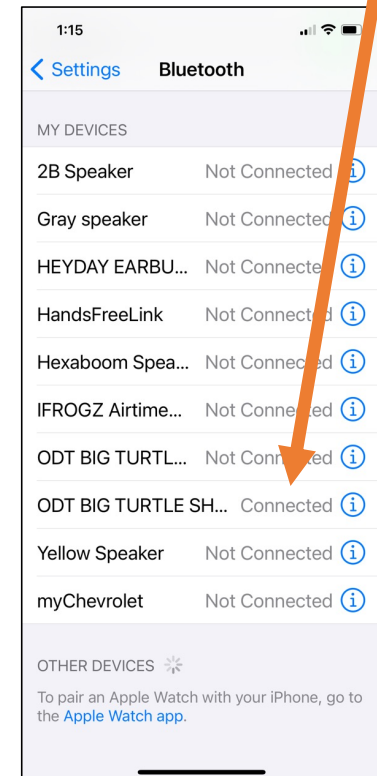 1:15
Settings Bluetooth
MY DEVICES
2B Speaker Not Connected
Gray speaker Not Connected
HEYDAY EARBU... Not Connected
HandsFreeLink Not Connected
Hexaboom Spea... Not Connected
IFROGZ Airtime... Not Connected
ODT BIG TURTL... Not Connected
ODT BIG TURTLE SH... Connected
Yellow Speaker Not Connected
myChevrolet Not Connected
OTHER DEVICES
To pair an Apple Watch with your iPhone, go to
the Apple Watch app.